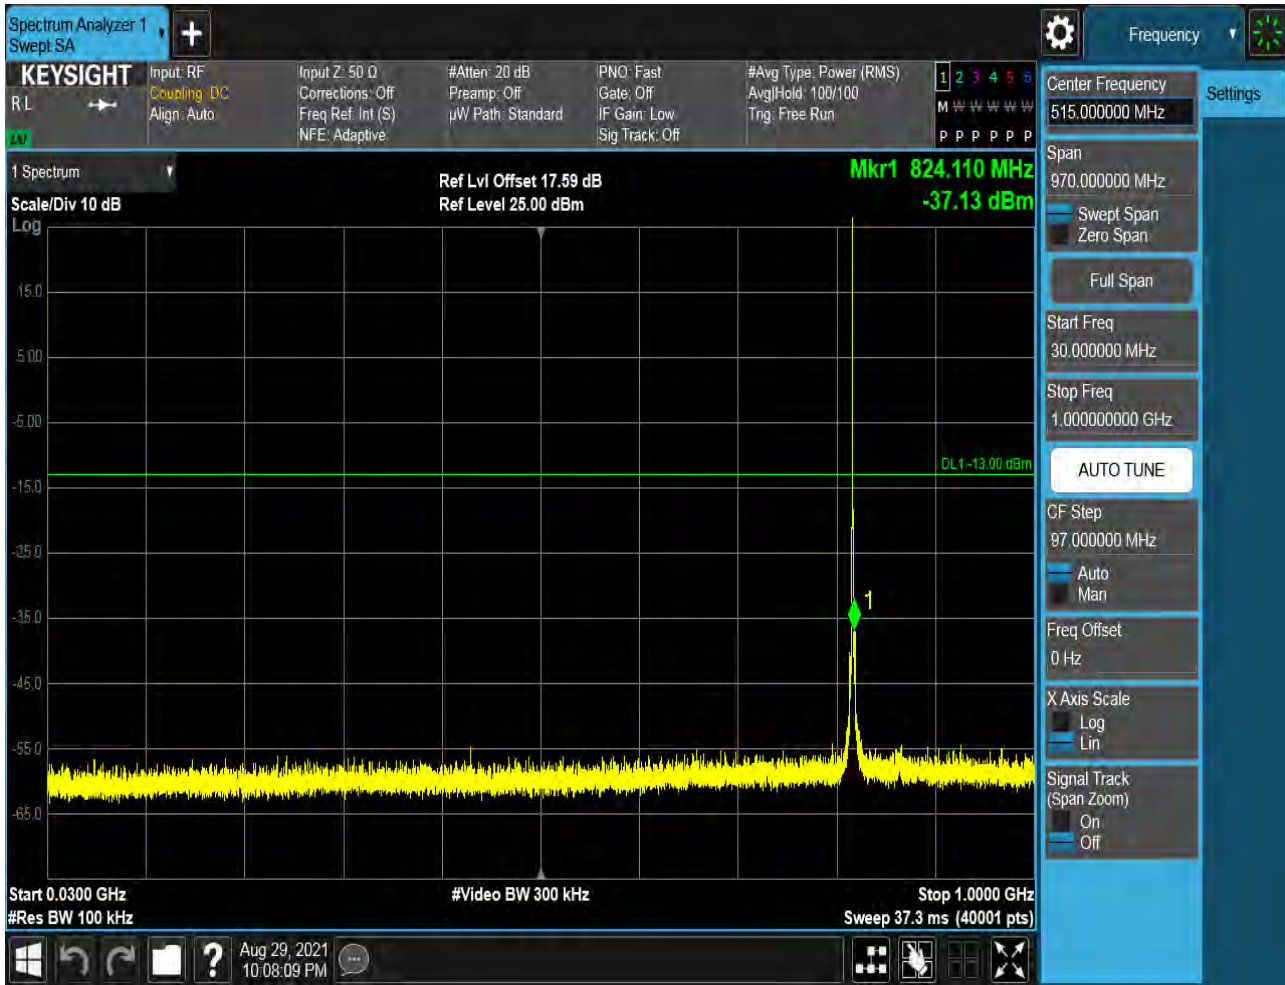 Spectrum Analyzer 1
Swept SA
Frequency
KEYSIGHT
R L
LNI
Input: RF
Coupling: DC
Align: Auto
Input Z: 50 Ω
Corrections: Off
Freq Ref: Int (S)
NFE: Adaptive
#Atten: 20 dB
Preamp: Off
µW Path: Standard
PNO: Fast
Gate: Off
IF Gain: Low
Sig Track: Off
#Avg Type: Power (RMS)
Avg|Hold: 100/100
Trig: Free Run
1 2 3 4 5 6
M W W W W W
P P P P P P
1 Spectrum
Scale/Div 10 dB
Log
Ref Lvl Offset 17.59 dB
Ref Level 25.00 dBm
Mkr1 824.110 MHz
-37.13 dBm
15.0
5.00
-5.00
-15.0
-25.0
-35.0
-45.0
-55.0
-65.0
DL1 -13.00 dBm
1
Start 0.0300 GHz
#Res BW 100 kHz
#Video BW 300 kHz
Stop 1.0000 GHz
Sweep 37.3 ms (40001 pts)
Center Frequency
515.000000 MHz
Settings
Span
970.000000 MHz
Swept Span
Zero Span
Full Span
Start Freq
30.000000 MHz
Stop Freq
1.000000000 GHz
AUTO TUNE
CF Step
97.000000 MHz
Auto
Man
Freq Offset
0 Hz
X Axis Scale
Log
Lin
Signal Track
(Span Zoom)
On
Off
?
Aug 29, 2021
10:08:09 PM